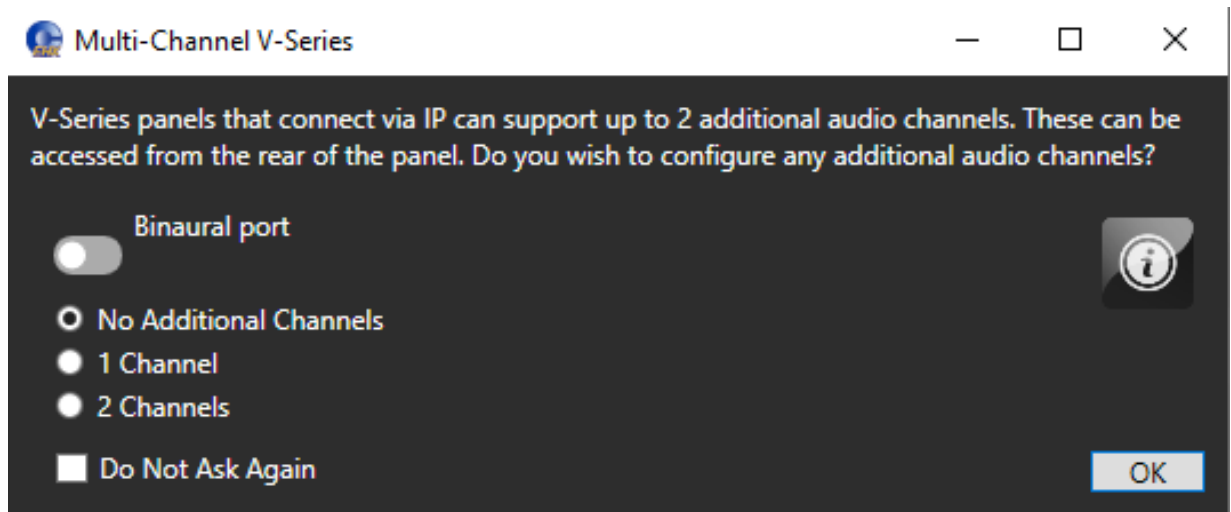 Multi-Channel V-Series
V-Series panels that connect via IP can support up to 2 additional audio channels. These can be
accessed from the rear of the panel. Do you wish to configure any additional audio channels?
Binaural port
No Additional Channels
1 Channel
2 Channels
Do Not Ask Again
OK